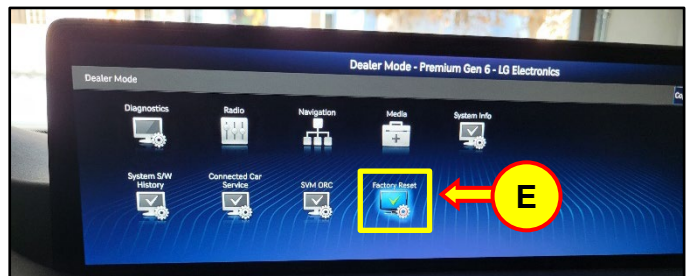 Dealer Mode - Premium Gen 6 - LG Electronics
Dealer Mode
Diagnostics
Radio
Navigation
Media
System Info
System S/W
History
Connected Car
Service
SVM ORC
Factory Reset
E